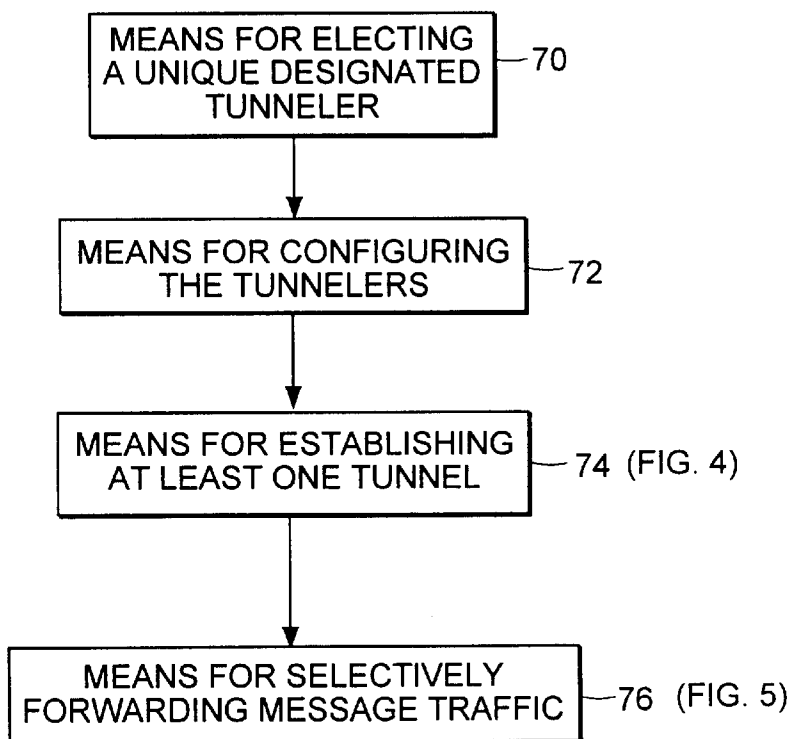 MEANS FOR ELECTING
A UNIQUE DESIGNATED
TUNNELER
70
MEANS FOR CONFIGURING
THE TUNNELERS
72
MEANS FOR ESTABLISHING
AT LEAST ONE TUNNEL
74 (FIG. 4)
MEANS FOR SELECTIVELY
FORWARDING MESSAGE TRAFFIC
76 (FIG. 5)